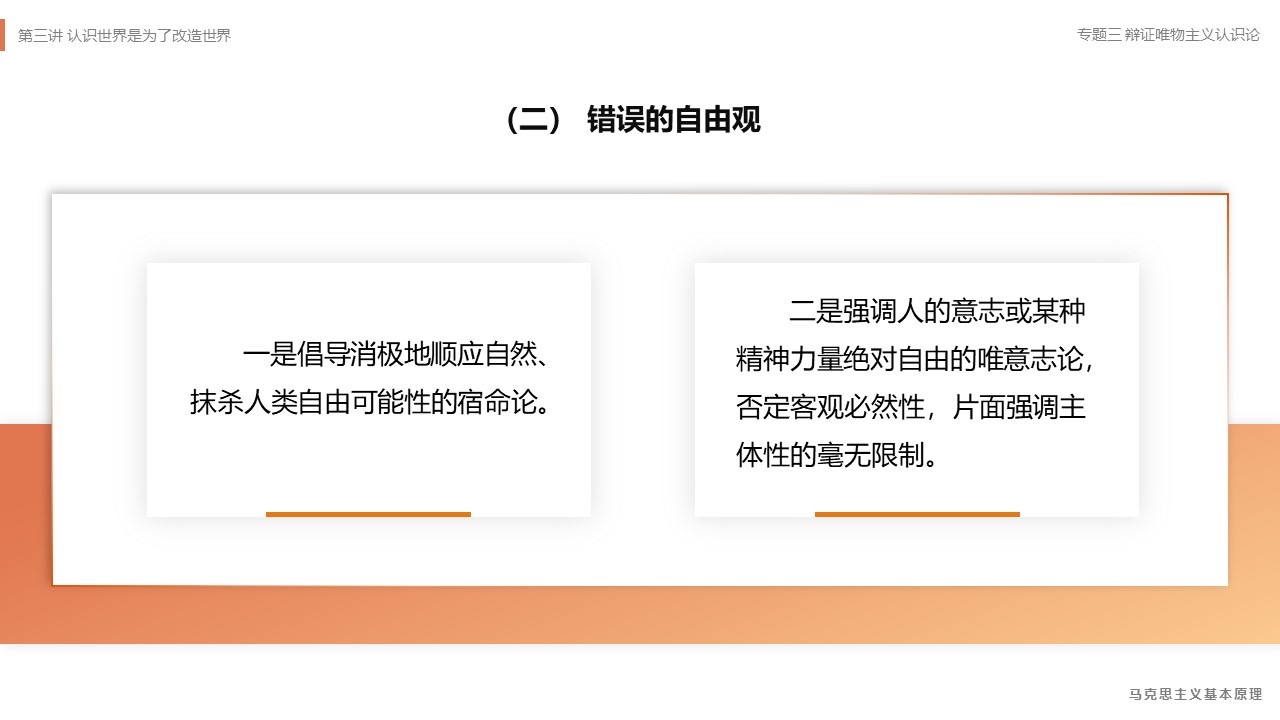 第三讲 认识世界是为了改造世界
专题三 辩证唯物主义认识论
（二） 错误的自由观
一是倡导消极地顺应自然、
抹杀人类自由可能性的宿命论。
二是强调人的意志或某种
精神力量绝对自由的唯意志论，
否定客观必然性，片面强调主
体性的毫无限制。
马克思主义基本原理